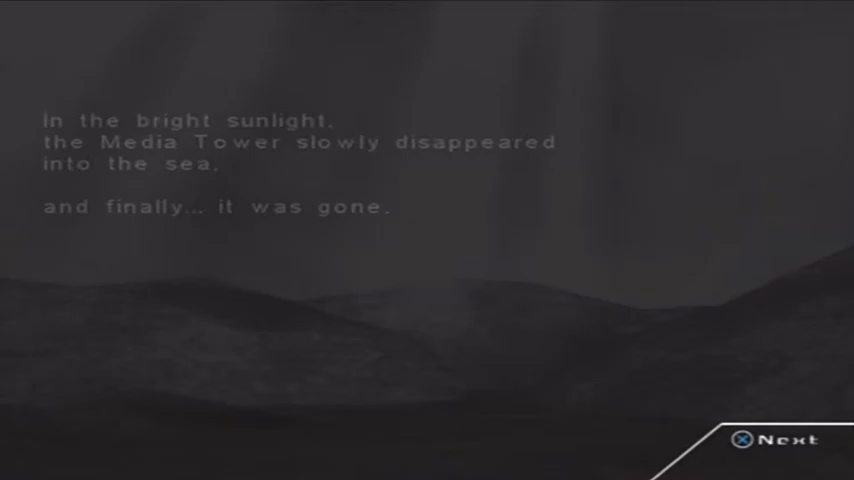 In the bright sunlight,
the Media Tower slowly disappeared
into the sea,
and finally... it was gone.
Next